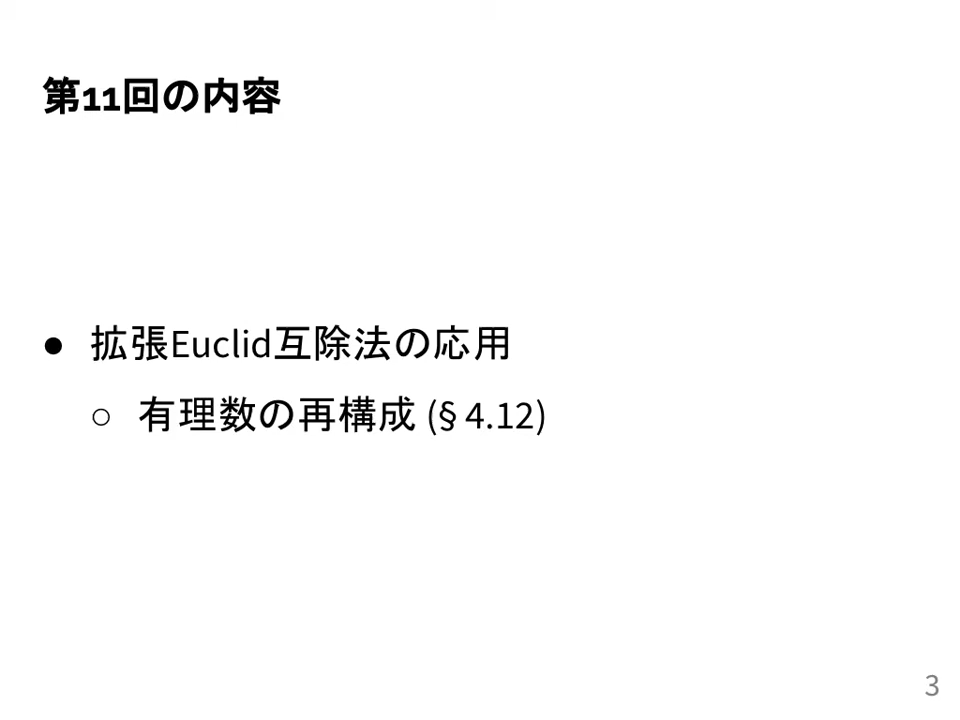 第11回の内容
● 拡張Euclid互除法の応用
○ 有理数の再構成 (§4.12)
3